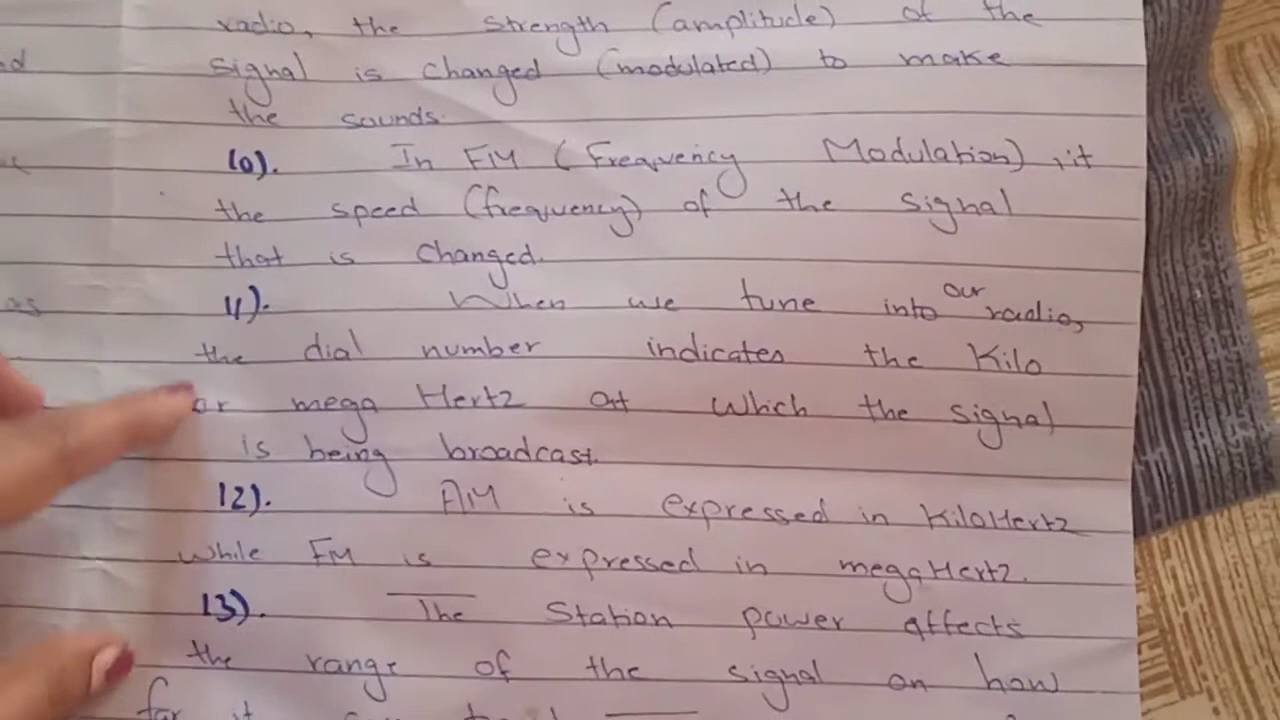 radio, the strength (amplitude) of the
nd signal is changed (modulated) to make
the sounds.
10). In FM (Frequency Modulation), it
the speed (frequency) of the signal
that is changed.
as 11). When we tune into our radio,
the dial number indicates the Kilo
or mega Hertz at which the signal
is being broadcast.
12). AM is expressed in KiloHertz
while FM is expressed in megaHertz.
13). The Station power affects
the range of the signal on how
far it